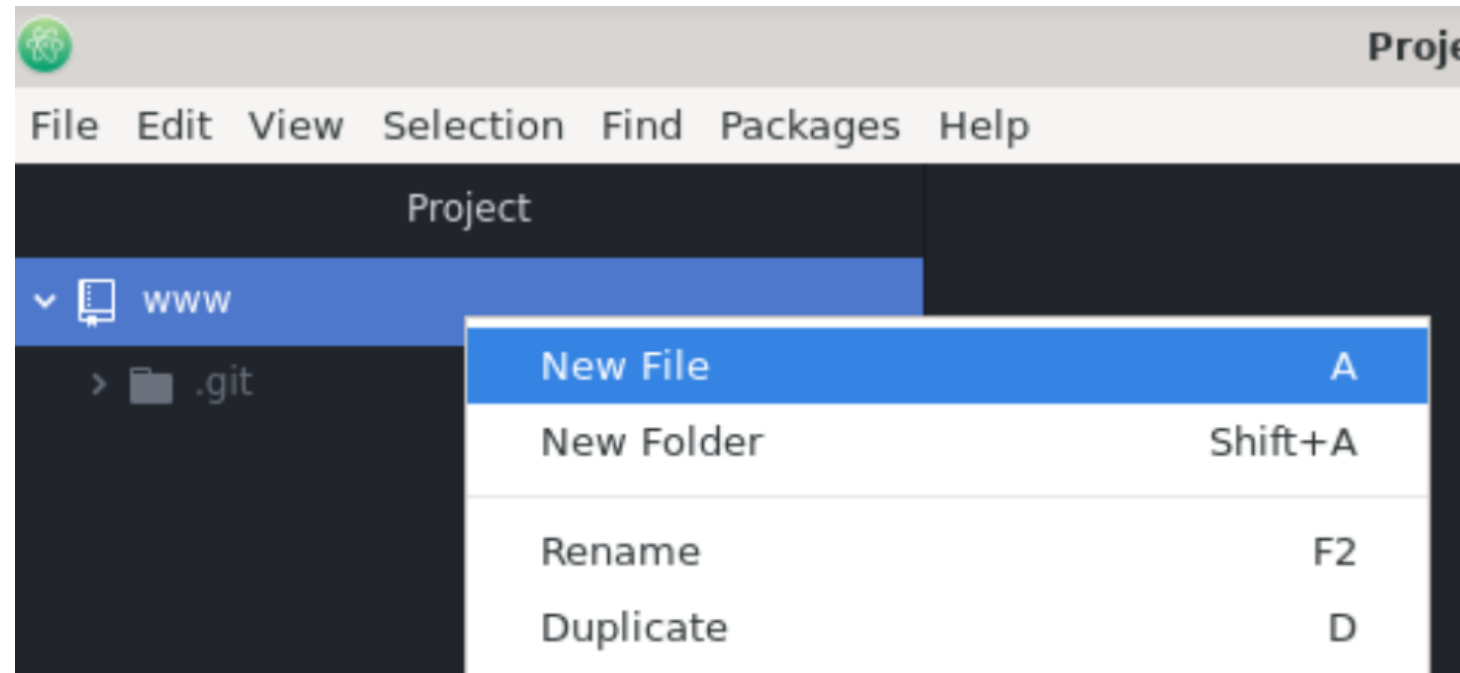 Proje
File Edit View Selection Find Packages Help
Project
www
.git
New File A
New Folder Shift+A
Rename F2
Duplicate D